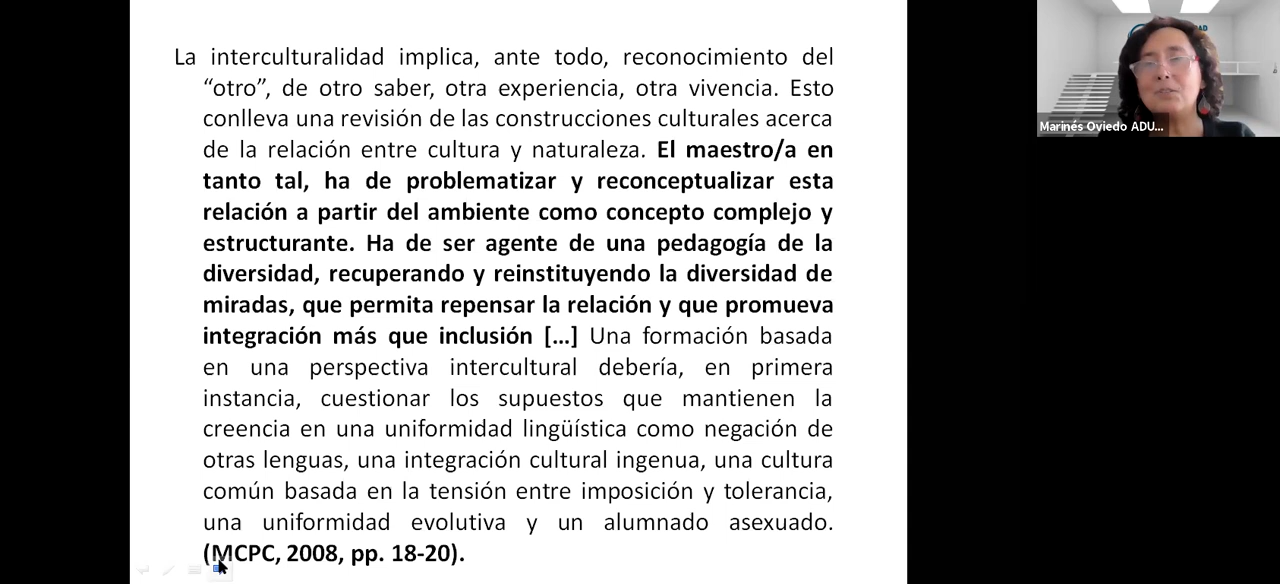 La interculturalidad implica, ante todo, reconocimiento del
“otro”, de otro saber, otra experiencia, otra vivencia. Esto
conlleva una revisión de las construcciones culturales acerca
de la relación entre cultura y naturaleza. El maestro/a en
tanto tal, ha de problematizar y reconceptualizar esta
relación a partir del ambiente como concepto complejo y
estructurante. Ha de ser agente de una pedagogía de la
diversidad, recuperando y reinstituyendo la diversidad de
miradas, que permita repensar la relación y que promueva
integración más que inclusión […] Una formación basada
en una perspectiva intercultural debería, en primera
instancia, cuestionar los supuestos que mantienen la
creencia en una uniformidad lingüística como negación de
otras lenguas, una integración cultural ingenua, una cultura
común basada en la tensión entre imposición y tolerancia,
una uniformidad evolutiva y un alumnado asexuado.
(MCPC, 2008, pp. 18-20).
Marinés Oviedo ADU...